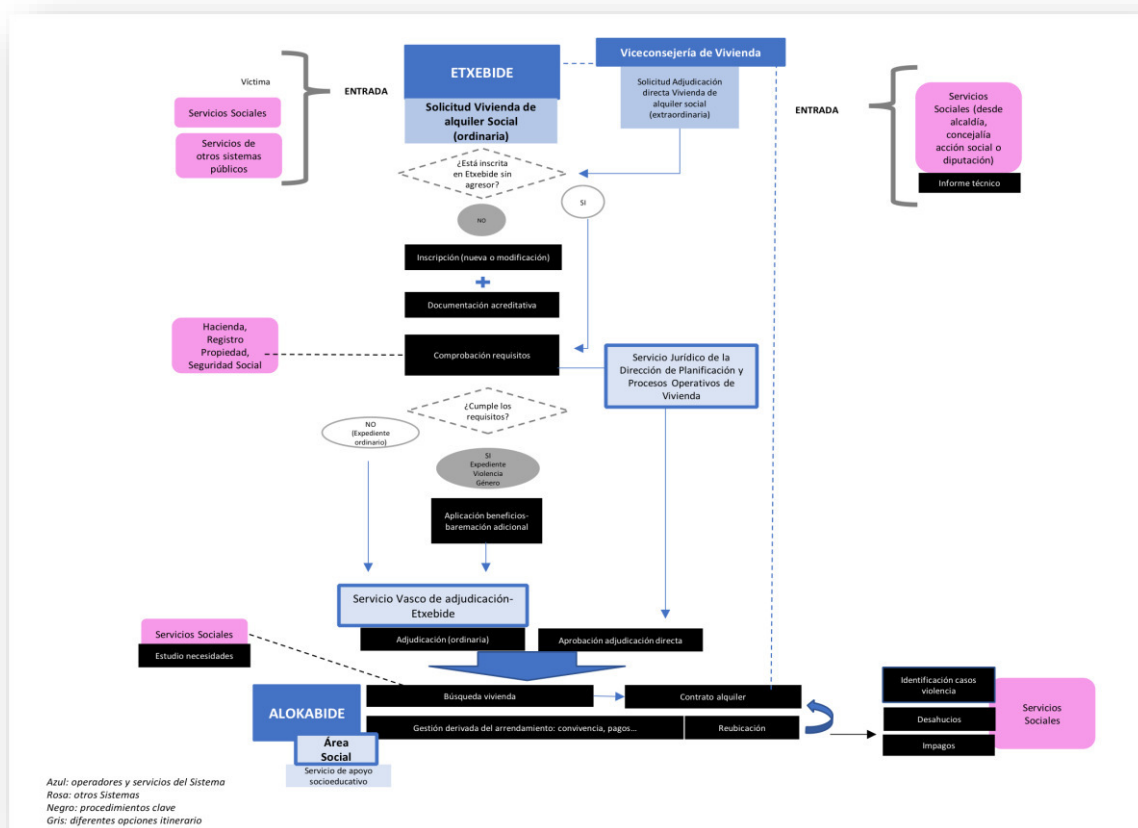 Víctima
Servicios Sociales
Servicios de
otros sistemas
públicos
ENTRADA
ETXEBIDE
Solicitud Vivienda de
alquiler Social
(ordinaria)
Viceconsejería de Vivienda
Solicitud Adjudicación
directa Vivienda de
alquiler social
(extraordinaria)
ENTRADA
Servicios
Sociales (desde
alcaldía,
concejalía
acción social o
diputación)
Informe técnico
¿Está inscrita
en Etxebide sin
agresor?
SI
NO
Inscripción (nueva o modificación)
Documentación acreditativa
Hacienda,
Registro
Propiedad,
Seguridad Social
Comprobación requisitos
Servicio Jurídico de la
Dirección de Planificación y
Procesos Operativos de
Vivienda
¿Cumple los
requisitos?
NO
(Expediente
ordinario)
SI
Expediente
Violencia
Género
Aplicación beneficios-
baremación adicional
Servicio Vasco de adjudicación-
Etxebide
Adjudicación (ordinaria)
Aprobación adjudicación directa
Servicios Sociales
Estudio necesidades
ALOKABIDE
Búsqueda vivienda
Contrato alquiler
Gestión derivada del arrendamiento: convivencia, pagos...
Reubicación
Área
Social
Servicio de apoyo
socioeducativo
Identificación casos
violencia
Desahucios
Impagos
Servicios
Sociales
Azul: operadores y servicios del Sistema
Rosa: otros Sistemas
Negro: procedimientos clave
Gris: diferentes opciones itinerario